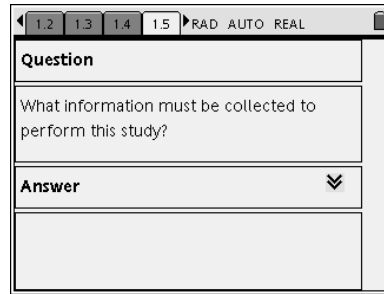 1.2 1.3 1.4 1.5 RAD AUTO REAL
Question
What information must be collected to
perform this study?
Answer